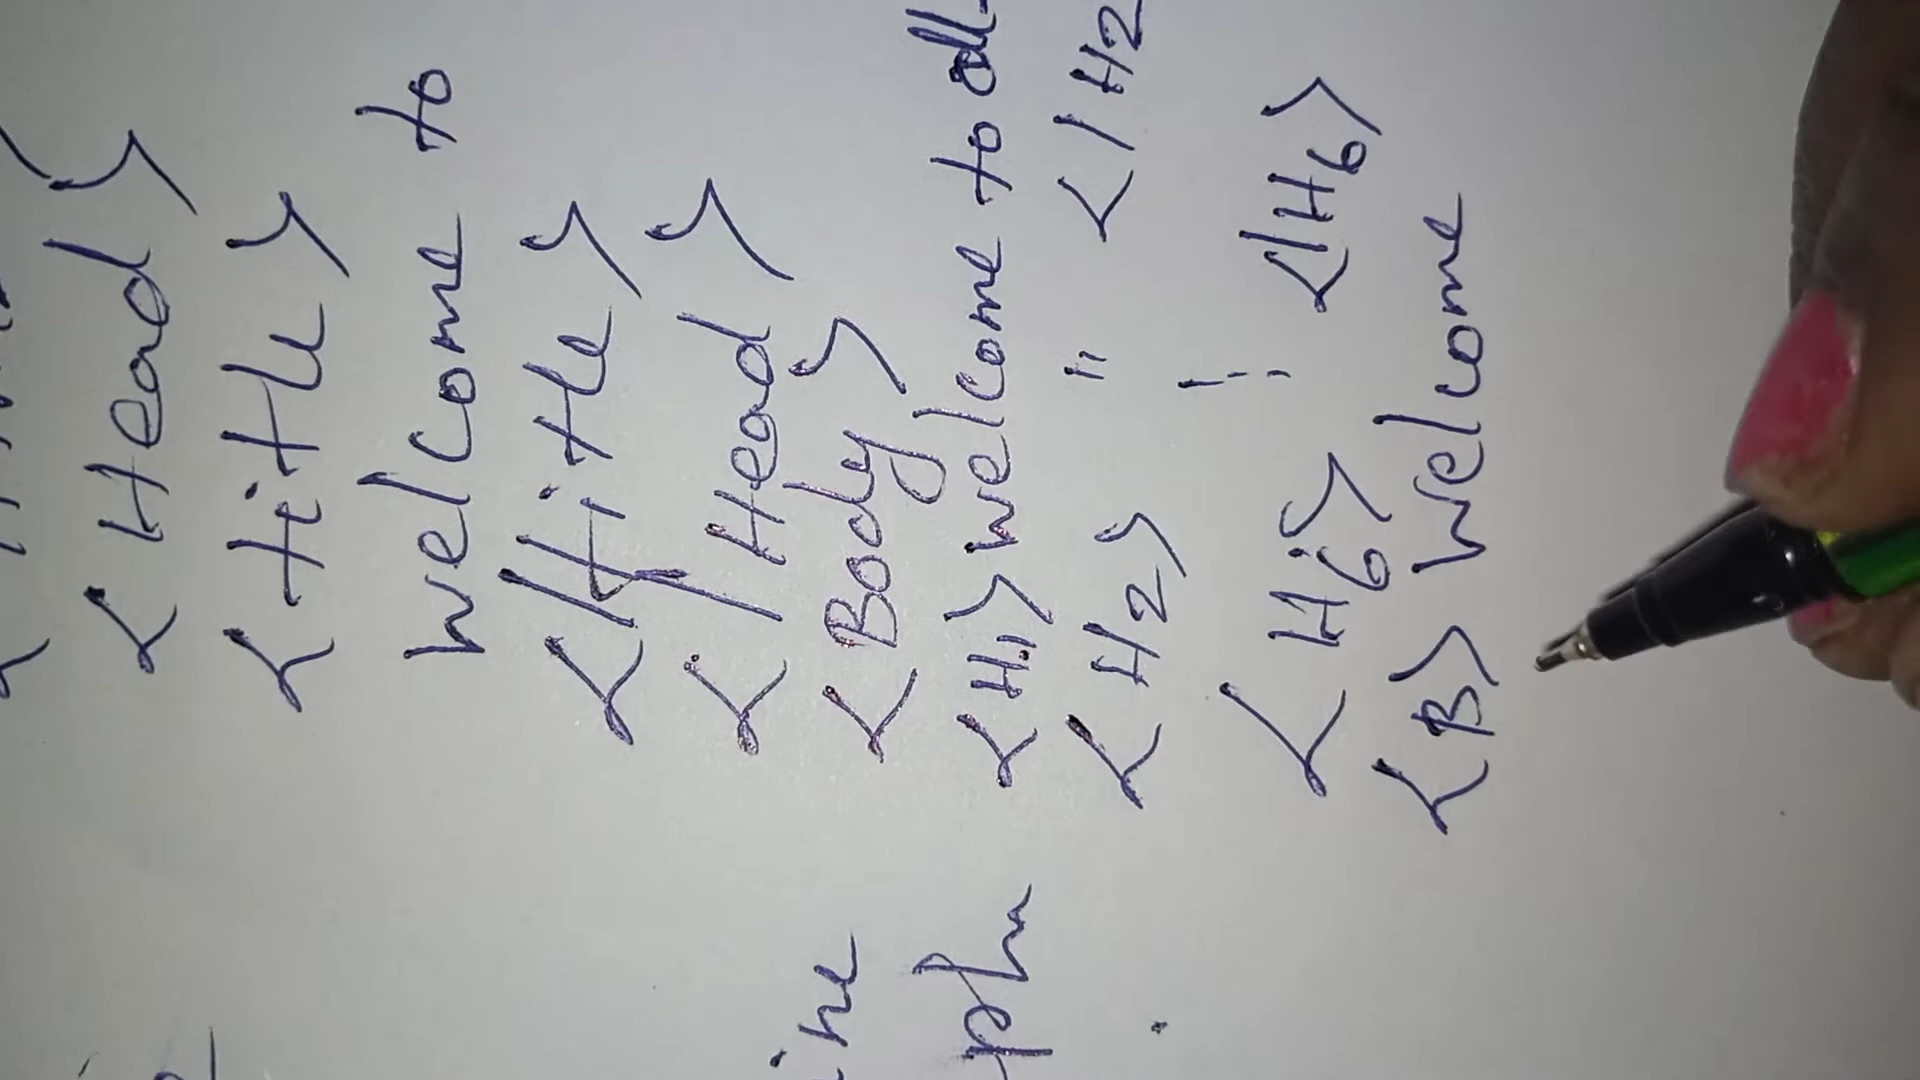 <Head>
<title>
Welcome to
</title>
</Head>
<Body>
<H1> Welcome to all
<H2> " </H2
⋮
<H6> </H6>
<B> Welcome